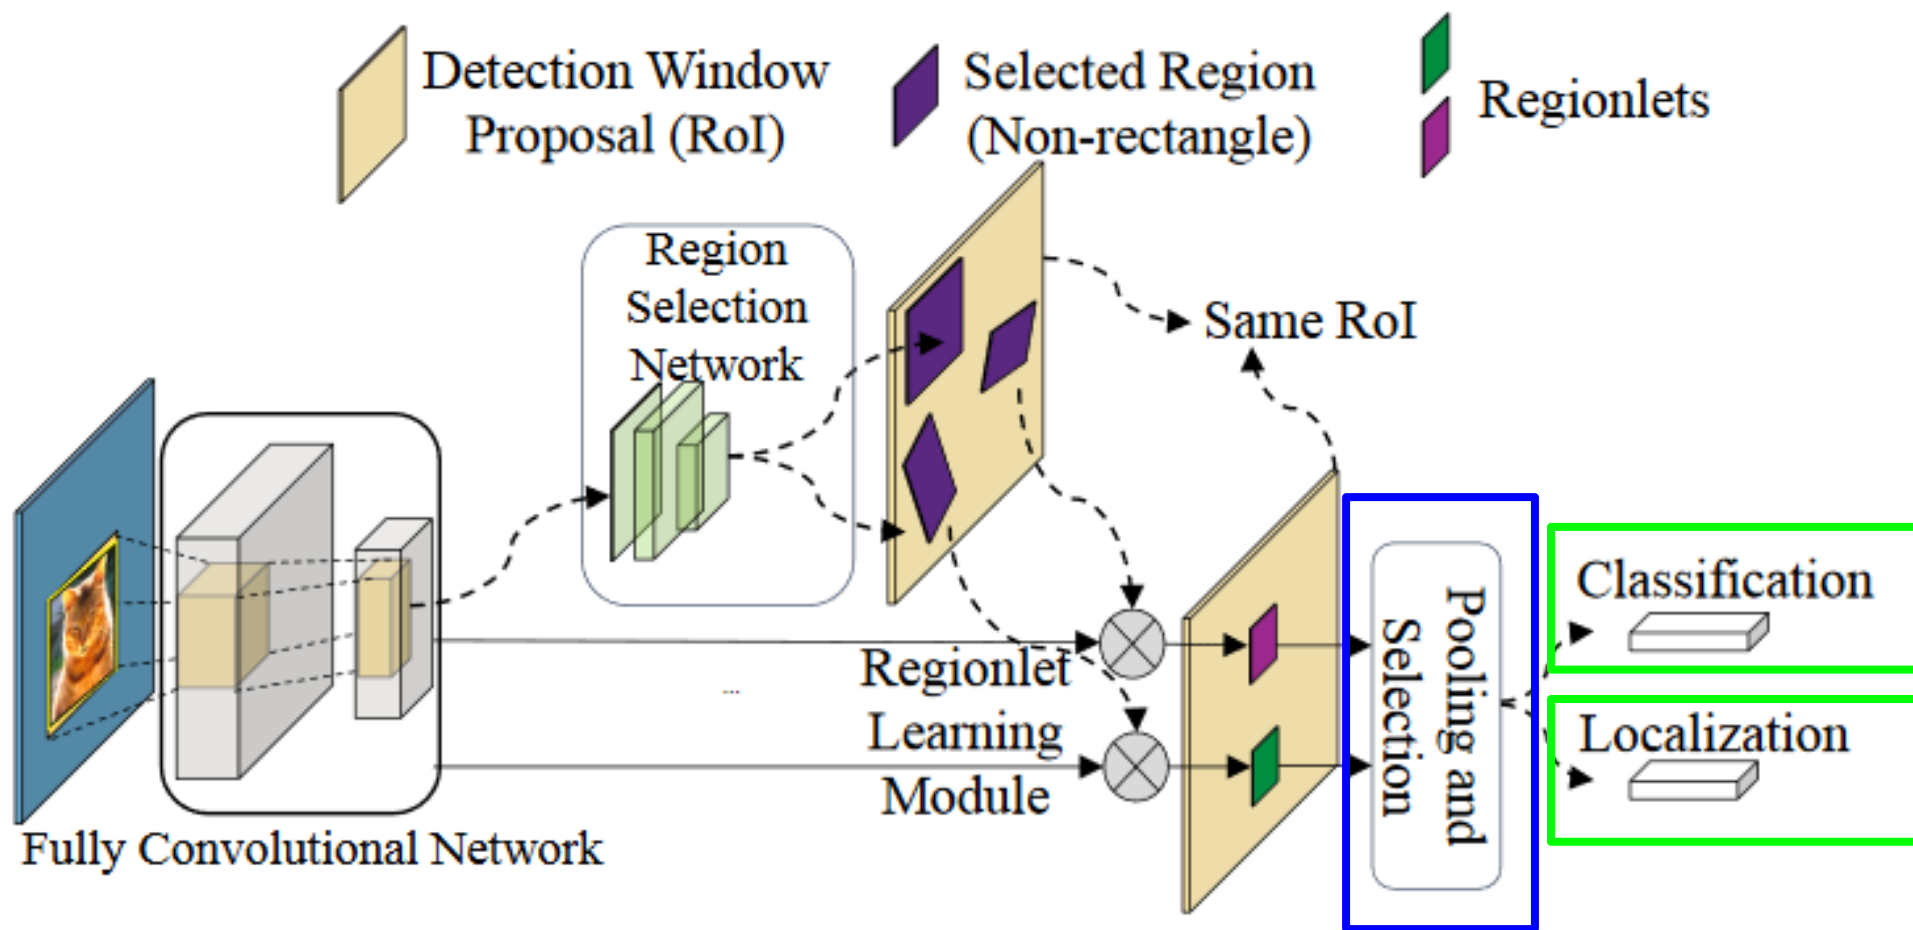 Detection Window
Proposal (RoI)
Selected Region
(Non-rectangle)
Regionlets
Region
Selection
Network
Same RoI
Fully Convolutional Network
...
Regionlet
Learning
Module
Pooling and
Selection
Classification
Localization